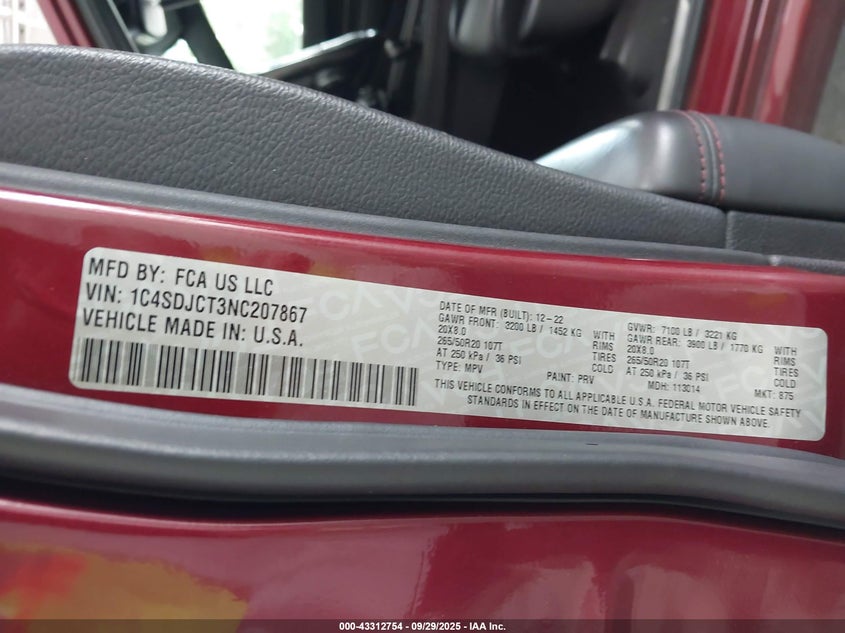 MFD BY: FCA US LLC
VIN: 1C4SDJCT3NC207867
VEHICLE MADE IN: U.S.A.
DATE OF MFR (BUILT): 12-22
GAWR FRONT: 3200 LB / 1452 KG WITH
20X8.0 RIMS
265/50R20 107T TIRES
AT 250 kPa / 36 PSI COLD
TYPE: MPV PAINT: PRV
GVWR: 7100 LB / 3221 KG
GAWR REAR: 3900 LB / 1770 KG WITH
20X8.0 RIMS
265/50R20 107T TIRES
AT 250 kPa / 36 PSI COLD
MDH: 113014 MKT: 875
THIS VEHICLE CONFORMS TO ALL APPLICABLE U.S.A. FEDERAL MOTOR VEHICLE SAFETY
STANDARDS IN EFFECT ON THE DATE OF MANUFACTURE SHOWN ABOVE.
000-43312754 - 09/29/2025 - IAA Inc.